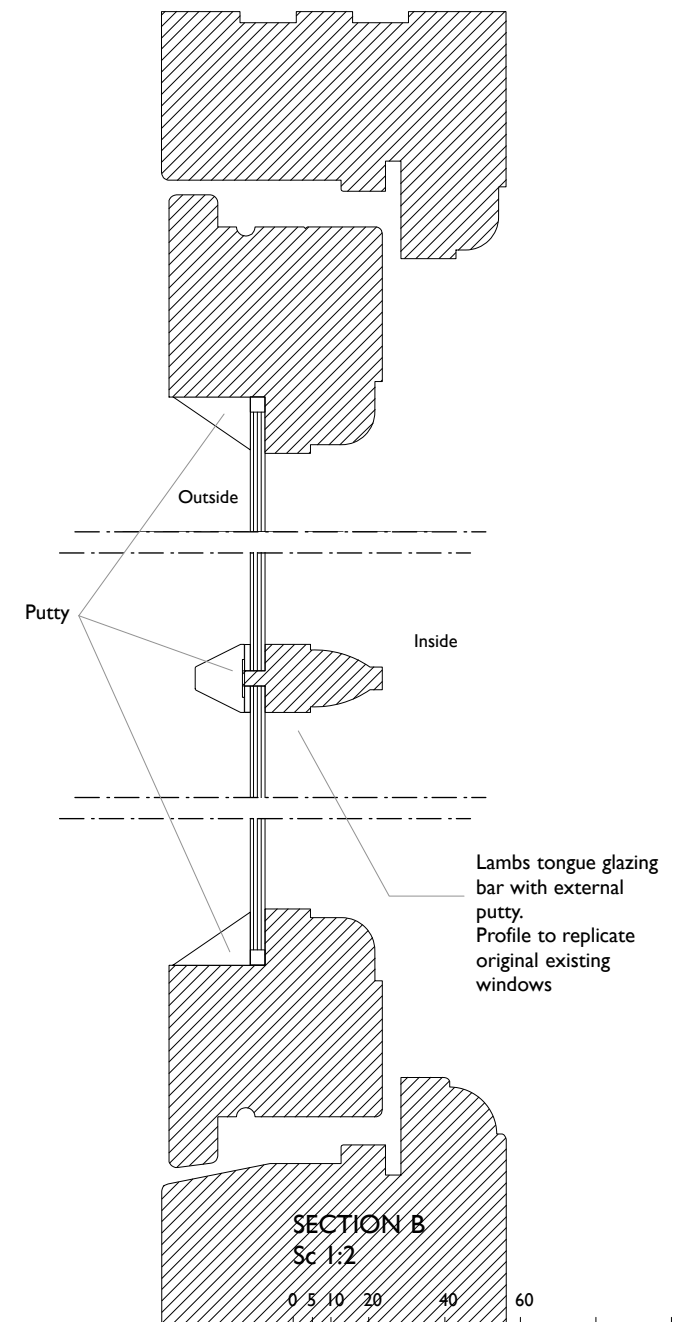 Outside
Putty
Inside
Lambs tongue glazing
bar with external
putty.
Profile to replicate
original existing
windows
SECTION B
Sc 1:2
0 5 10 20 40 60